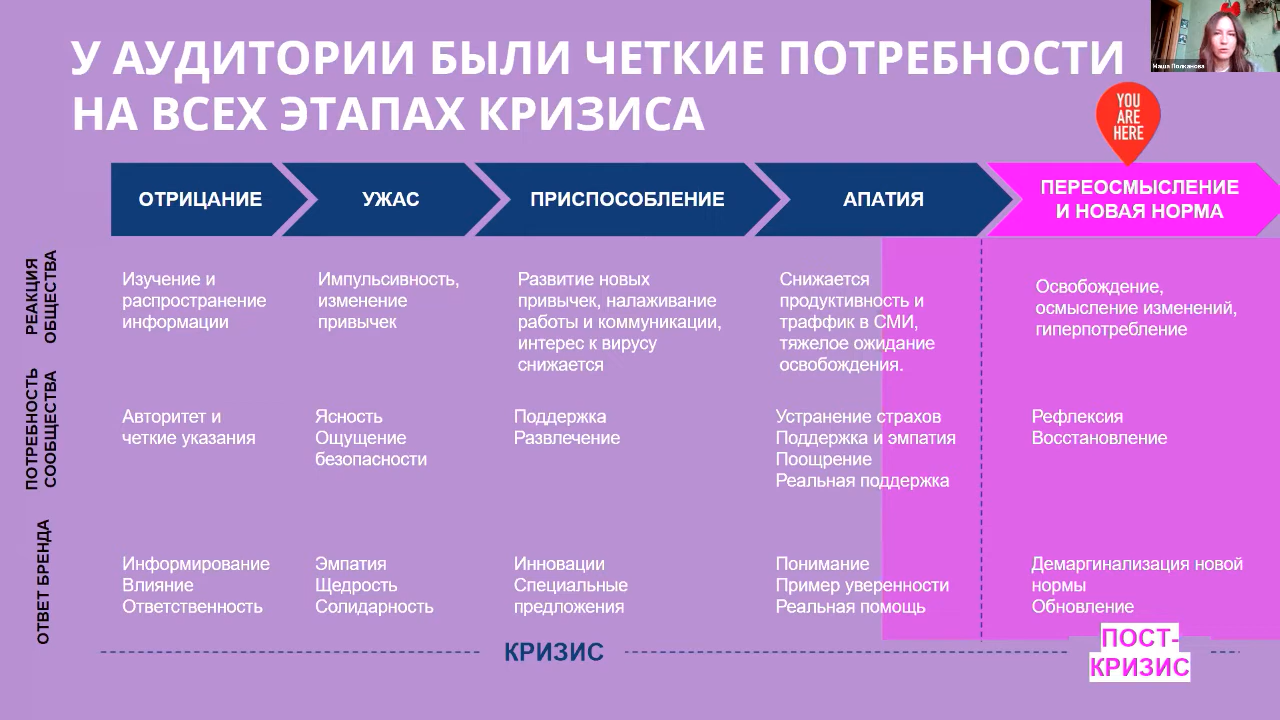 У АУДИТОРИИ БЫЛИ ЧЕТКИЕ ПОТРЕБНОСТИ
НА ВСЕХ ЭТАПАХ КРИЗИСА
Маша Полканова
YOU
ARE
HERE
ОТРИЦАНИЕ
УЖАС
ПРИСПОСОБЛЕНИЕ
АПАТИЯ
ПЕРЕОСМЫСЛЕНИЕ
И НОВАЯ НОРМА
РЕАКЦИЯ
ОБЩЕСТВА
Изучение и
распространение
информации
Импульсивность,
изменение
привычек
Развитие новых
привычек, налаживание
работы и коммуникации,
интерес к вирусу
снижается
Снижается
продуктивность и
траффик в СМИ,
тяжелое ожидание
освобождения.
Освобождение,
осмысление изменений,
гиперпотребление
ПОТРЕБНОСТЬ
СООБЩЕСТВА
Авторитет и
четкие указания
Ясность
Ощущение
безопасности
Поддержка
Развлечение
Устранение страхов
Поддержка и эмпатия
Поощрение
Реальная поддержка
Рефлексия
Восстановление
ОТВЕТ БРЕНДА
Информирование
Влияние
Ответственность
Эмпатия
Щедрость
Солидарность
Инновации
Специальные
предложения
Понимание
Пример уверенности
Реальная помощь
Демаргинализация новой
нормы
Обновление
КРИЗИС
ПОСТ-
КРИЗИС